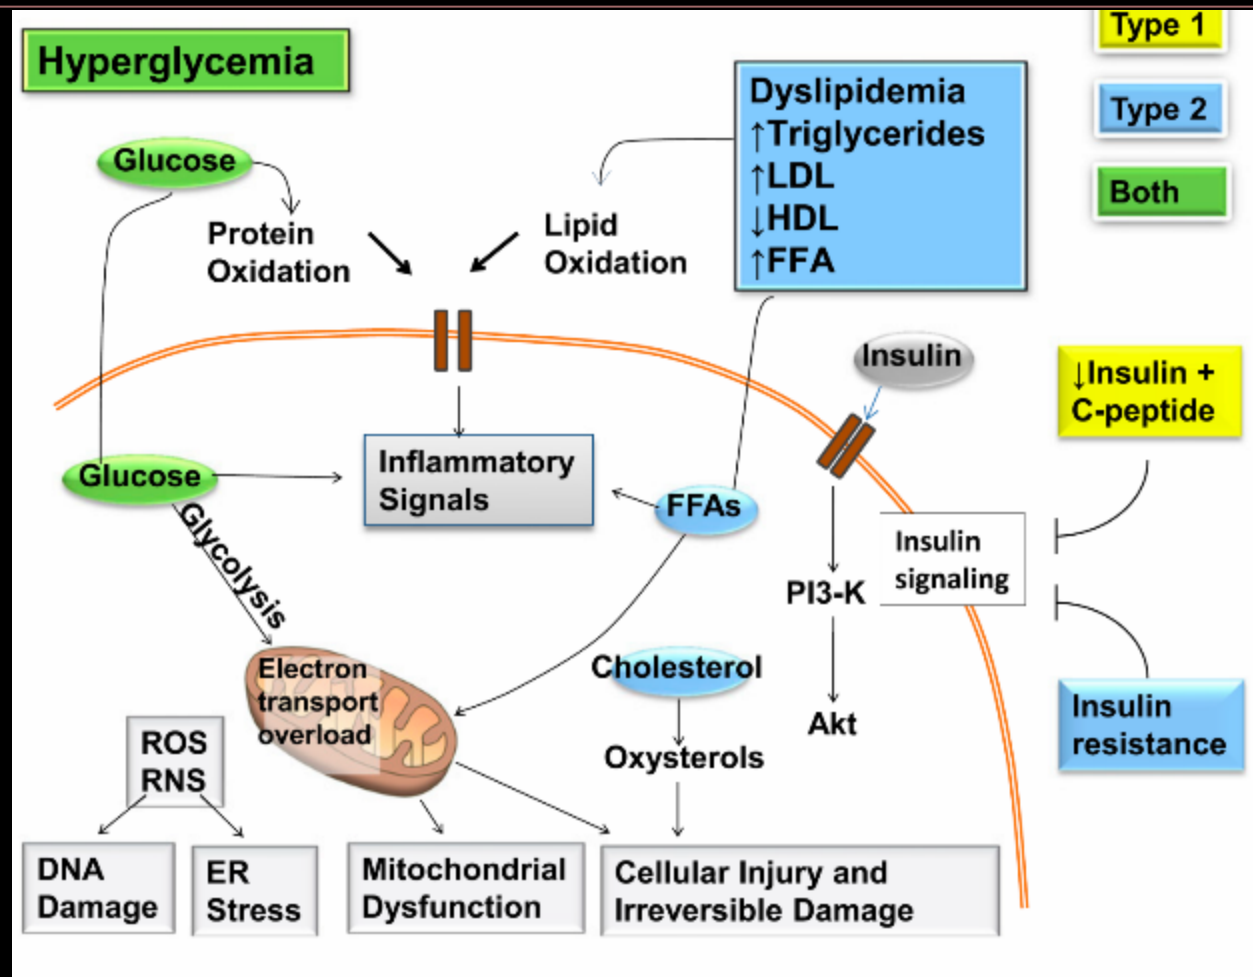 Hyperglycemia
Type 1
Type 2
Both
Dyslipidemia
↑Triglycerides
↑LDL
↓HDL
↑FFA
Glucose
Protein
Oxidation
Lipid
Oxidation
Insulin
↓Insulin +
C-peptide
Glucose
Inflammatory
Signals
FFAs
Glycolysis
Insulin
signaling
PI3-K
Electron
transport
overload
Cholesterol
Akt
Insulin
resistance
ROS
RNS
Oxysterols
DNA
Damage
ER
Stress
Mitochondrial
Dysfunction
Cellular Injury and
Irreversible Damage